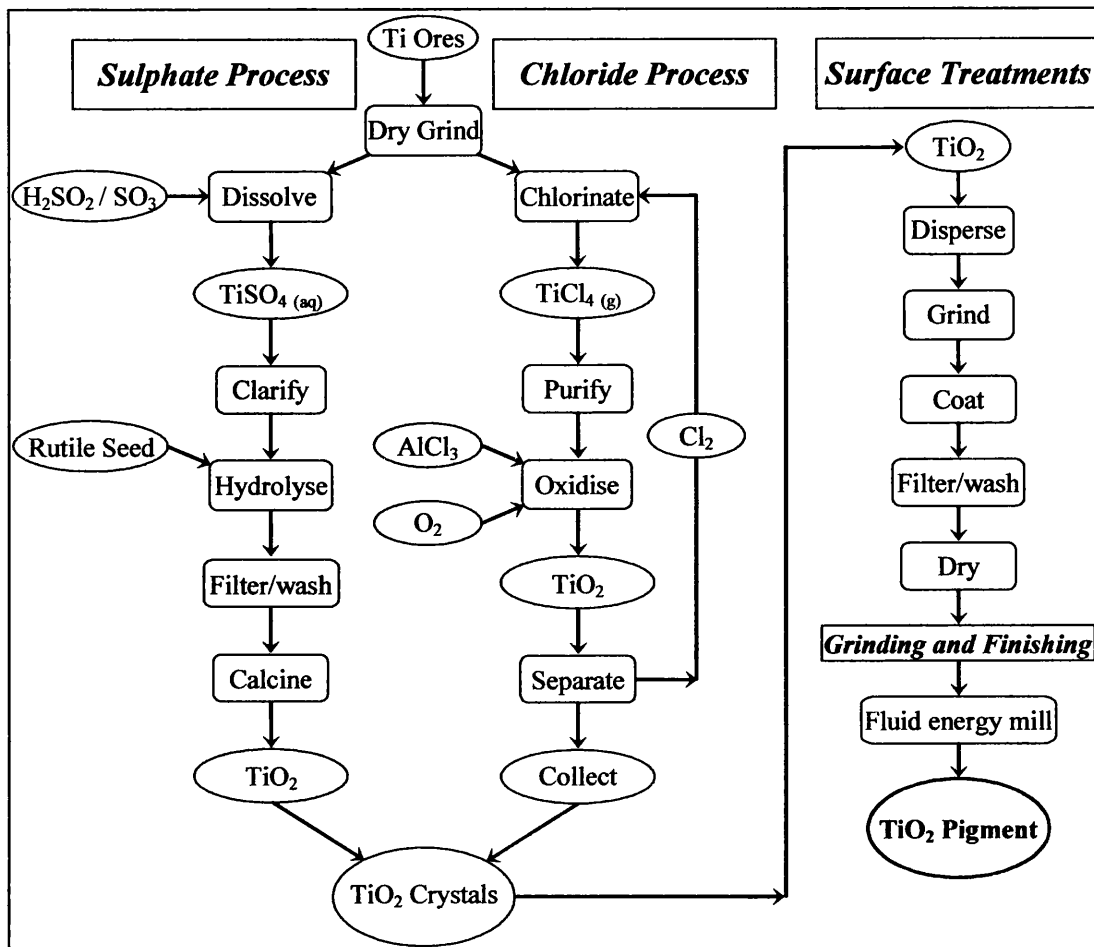 Ti Ores
Sulphate Process
Chloride Process
Surface Treatments
Dry Grind
H₂SO₂ / SO₃
Dissolve
TiSO₄ (aq)
Clarify
Rutile Seed
Hydrolyse
Filter/wash
Calcine
TiO₂
Chlorinate
TiCl₄ (g)
Purify
AlCl₃
Cl₂
Oxidise
O₂
TiO₂
Separate
Collect
TiO₂ Crystals
TiO₂
Disperse
Grind
Coat
Filter/wash
Dry
Grinding and Finishing
Fluid energy mill
TiO₂ Pigment